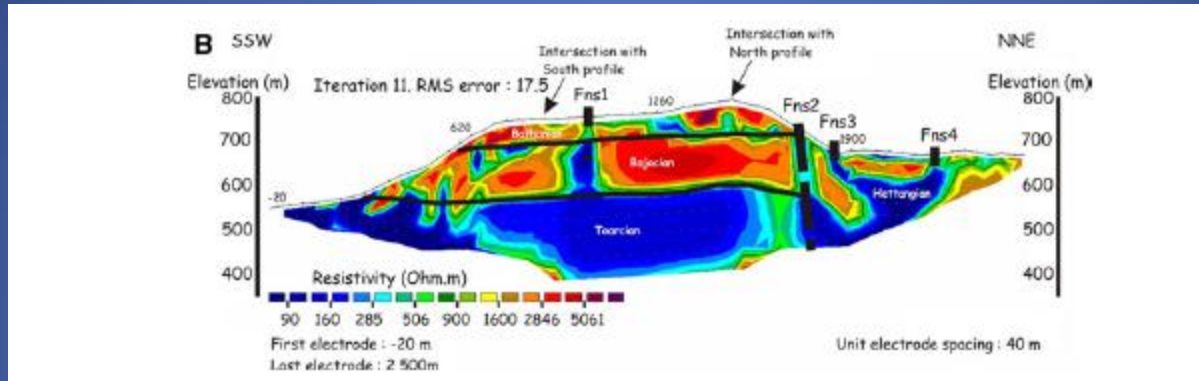 B SSW
NNE
Intersection with
South profile
Intersection with
North profile
Elevation (m)
Iteration 11. RMS error : 17.5
Elevation (m)
Fns1
1260
Fns2
Fns3
1900
Fns4
620
-20
800
700
600
500
400
800
700
600
500
400
Bathonian
Bajocian
Hettangian
Toarcian
Resistivity (Ohm.m)
90 160 285 506 900 1600 2846 5061
First electrode : -20 m
Last electrode : 2 500m
Unit electrode spacing : 40 m